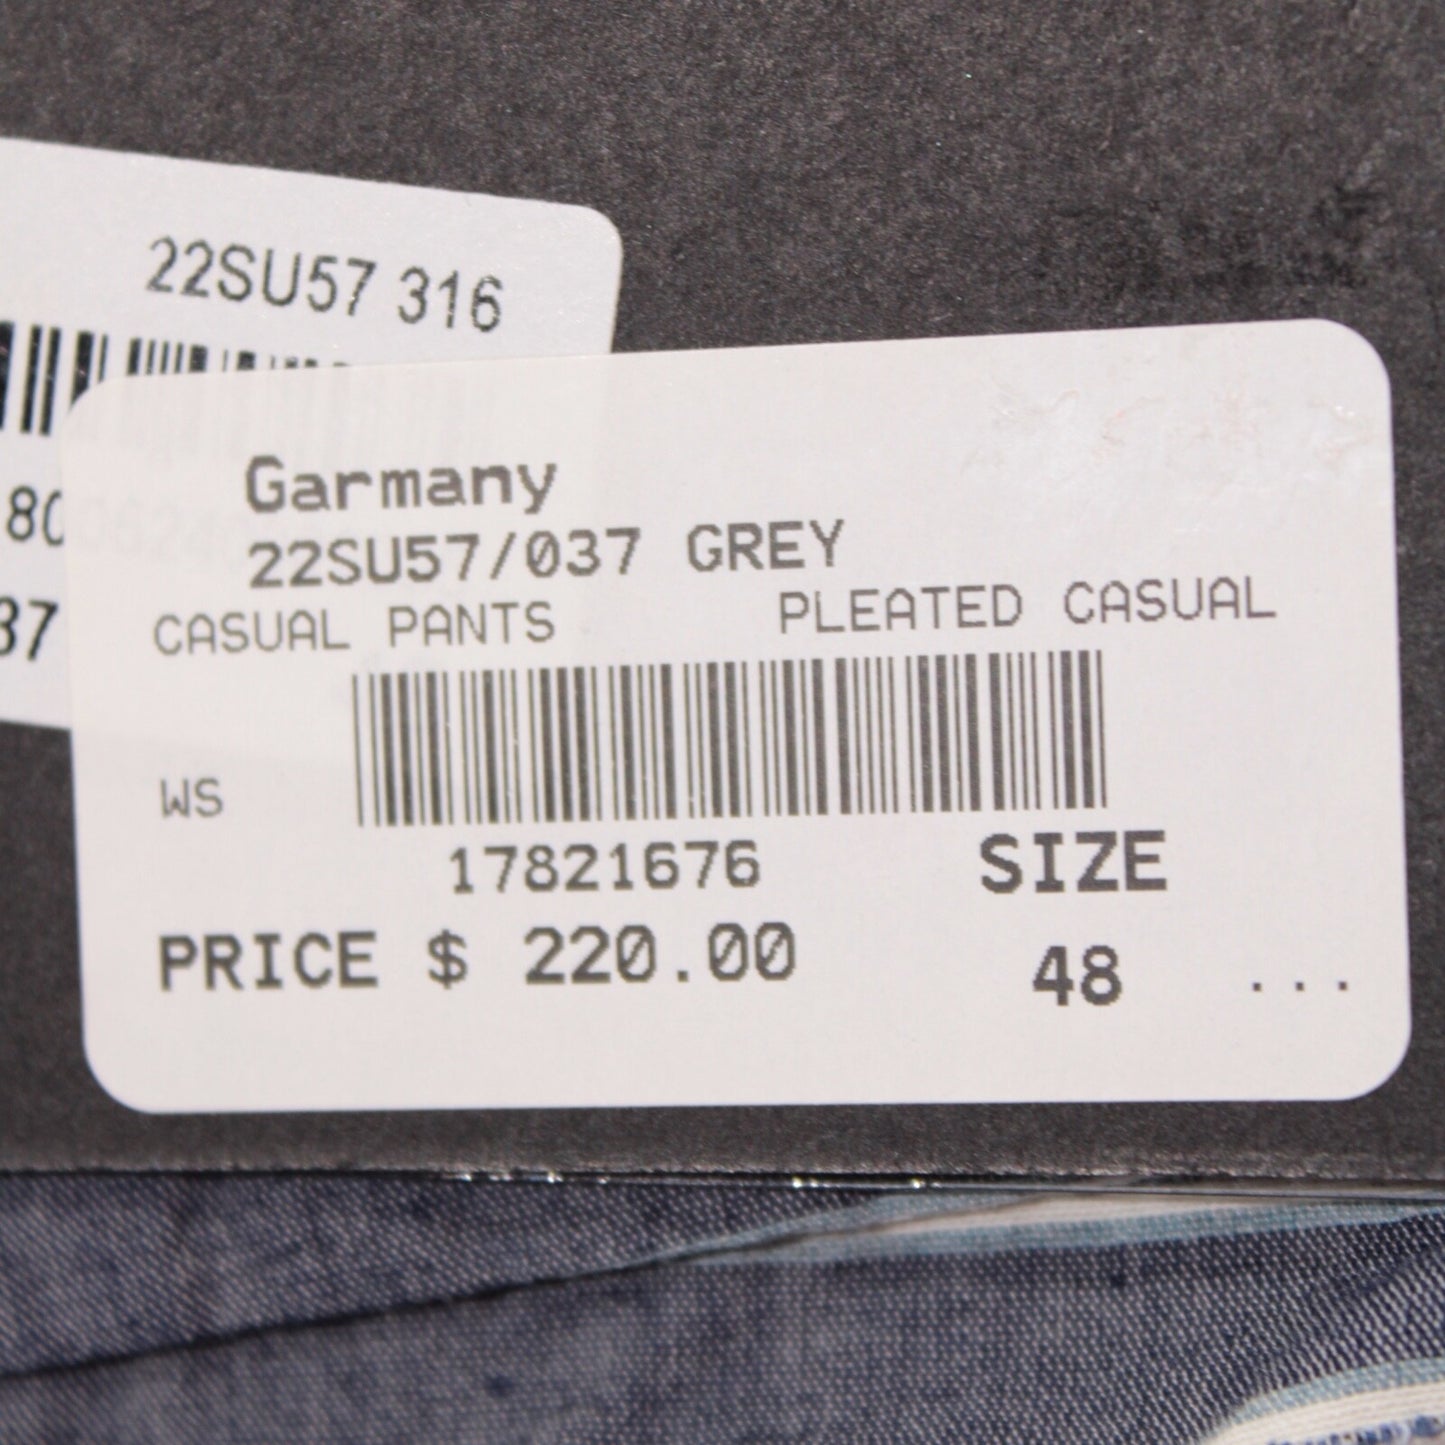 22SU57 316
80
37
Garmany
22SU57/037 GREY
CASUAL PANTS PLEATED CASUAL
WS
17821676 SIZE
PRICE $ 220.00 48 ...